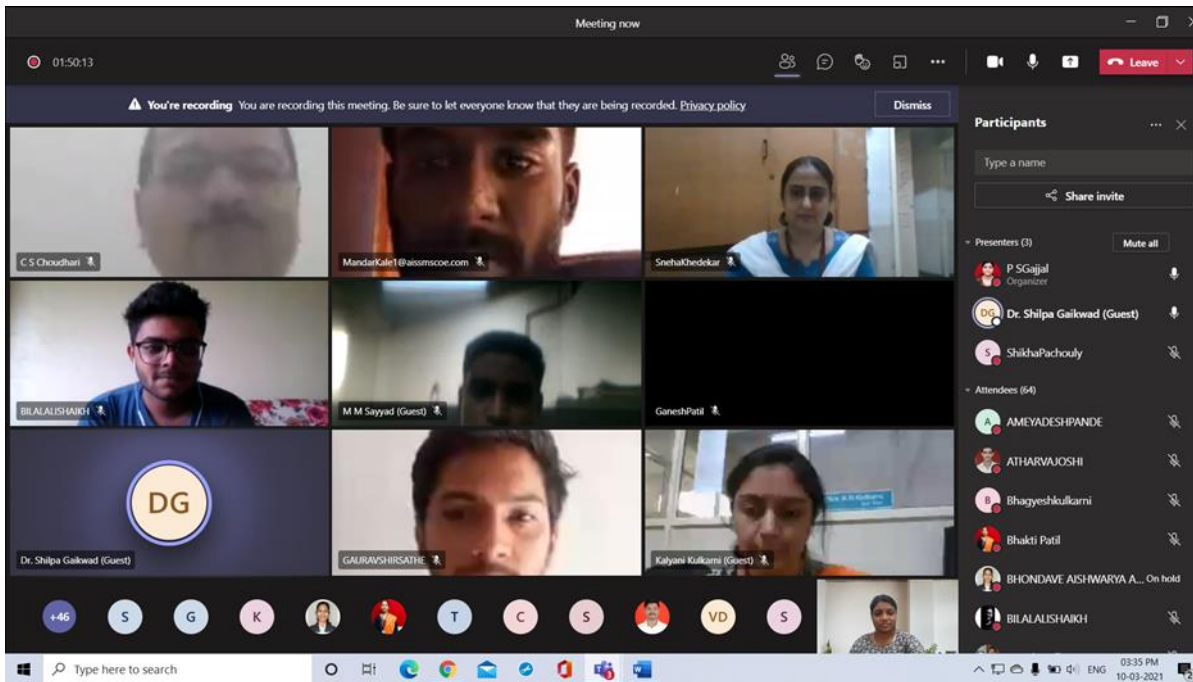 Meeting now
01:50:13
Leave
You're recording You are recording this meeting. Be sure to let everyone know that they are being recorded. Privacy policy
Dismiss
Participants
Type a name
Share invite
Presenters (3)
Mute all
P SGajjal
Organizer
DG
Dr. Shilpa Gaikwad (Guest)
S
ShikhaPachouly
Attendees (64)
A
AMEYADESHPANDE
ATHARVAJOSHI
B
Bhagyeshkulkarni
Bhakti Patil
BHONDAVE AISHWARYA A... On hold
BILALALISHAIKH
C S Choudhari
MandarKale1@aissmscoe.com
SnehaKhedekar
BILALALISHAIKH
M M Sayyad (Guest)
GaneshPatil
DG
Dr. Shilpa Gaikwad (Guest)
GAURAVSHIRSATHE
Kalyani Kulkarni (Guest)
+46
S
G
K
T
C
S
VD
S
Type here to search
ENG
03:35 PM
10-03-2021
2